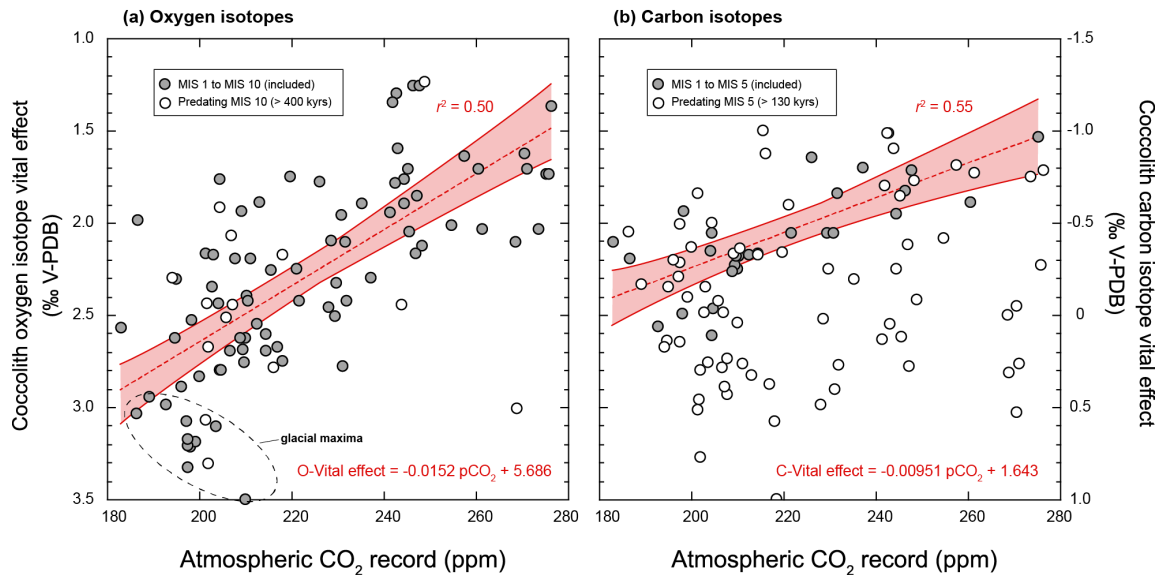 (a) Oxygen isotopes
1.0
1.5
2.0
2.5
3.0
3.5
Coccolith oxygen isotope vital effect
(‰ V-PDB)
MIS 1 to MIS 10 (included)
Predating MIS 10 (> 400 kyrs)
r² = 0.50
glacial maxima
O-Vital effect = -0.0152 pCO₂ + 5.686
180 200 220 240 260 280
Atmospheric CO₂ record (ppm)
(b) Carbon isotopes
-1.5
-1.0
-0.5
0
0.5
1.0
Coccolith carbon isotope vital effect
(‰ V-PDB)
MIS 1 to MIS 5 (included)
Predating MIS 5 (> 130 kyrs)
r² = 0.55
C-Vital effect = -0.00951 pCO₂ + 1.643
180 200 220 240 260 280
Atmospheric CO₂ record (ppm)